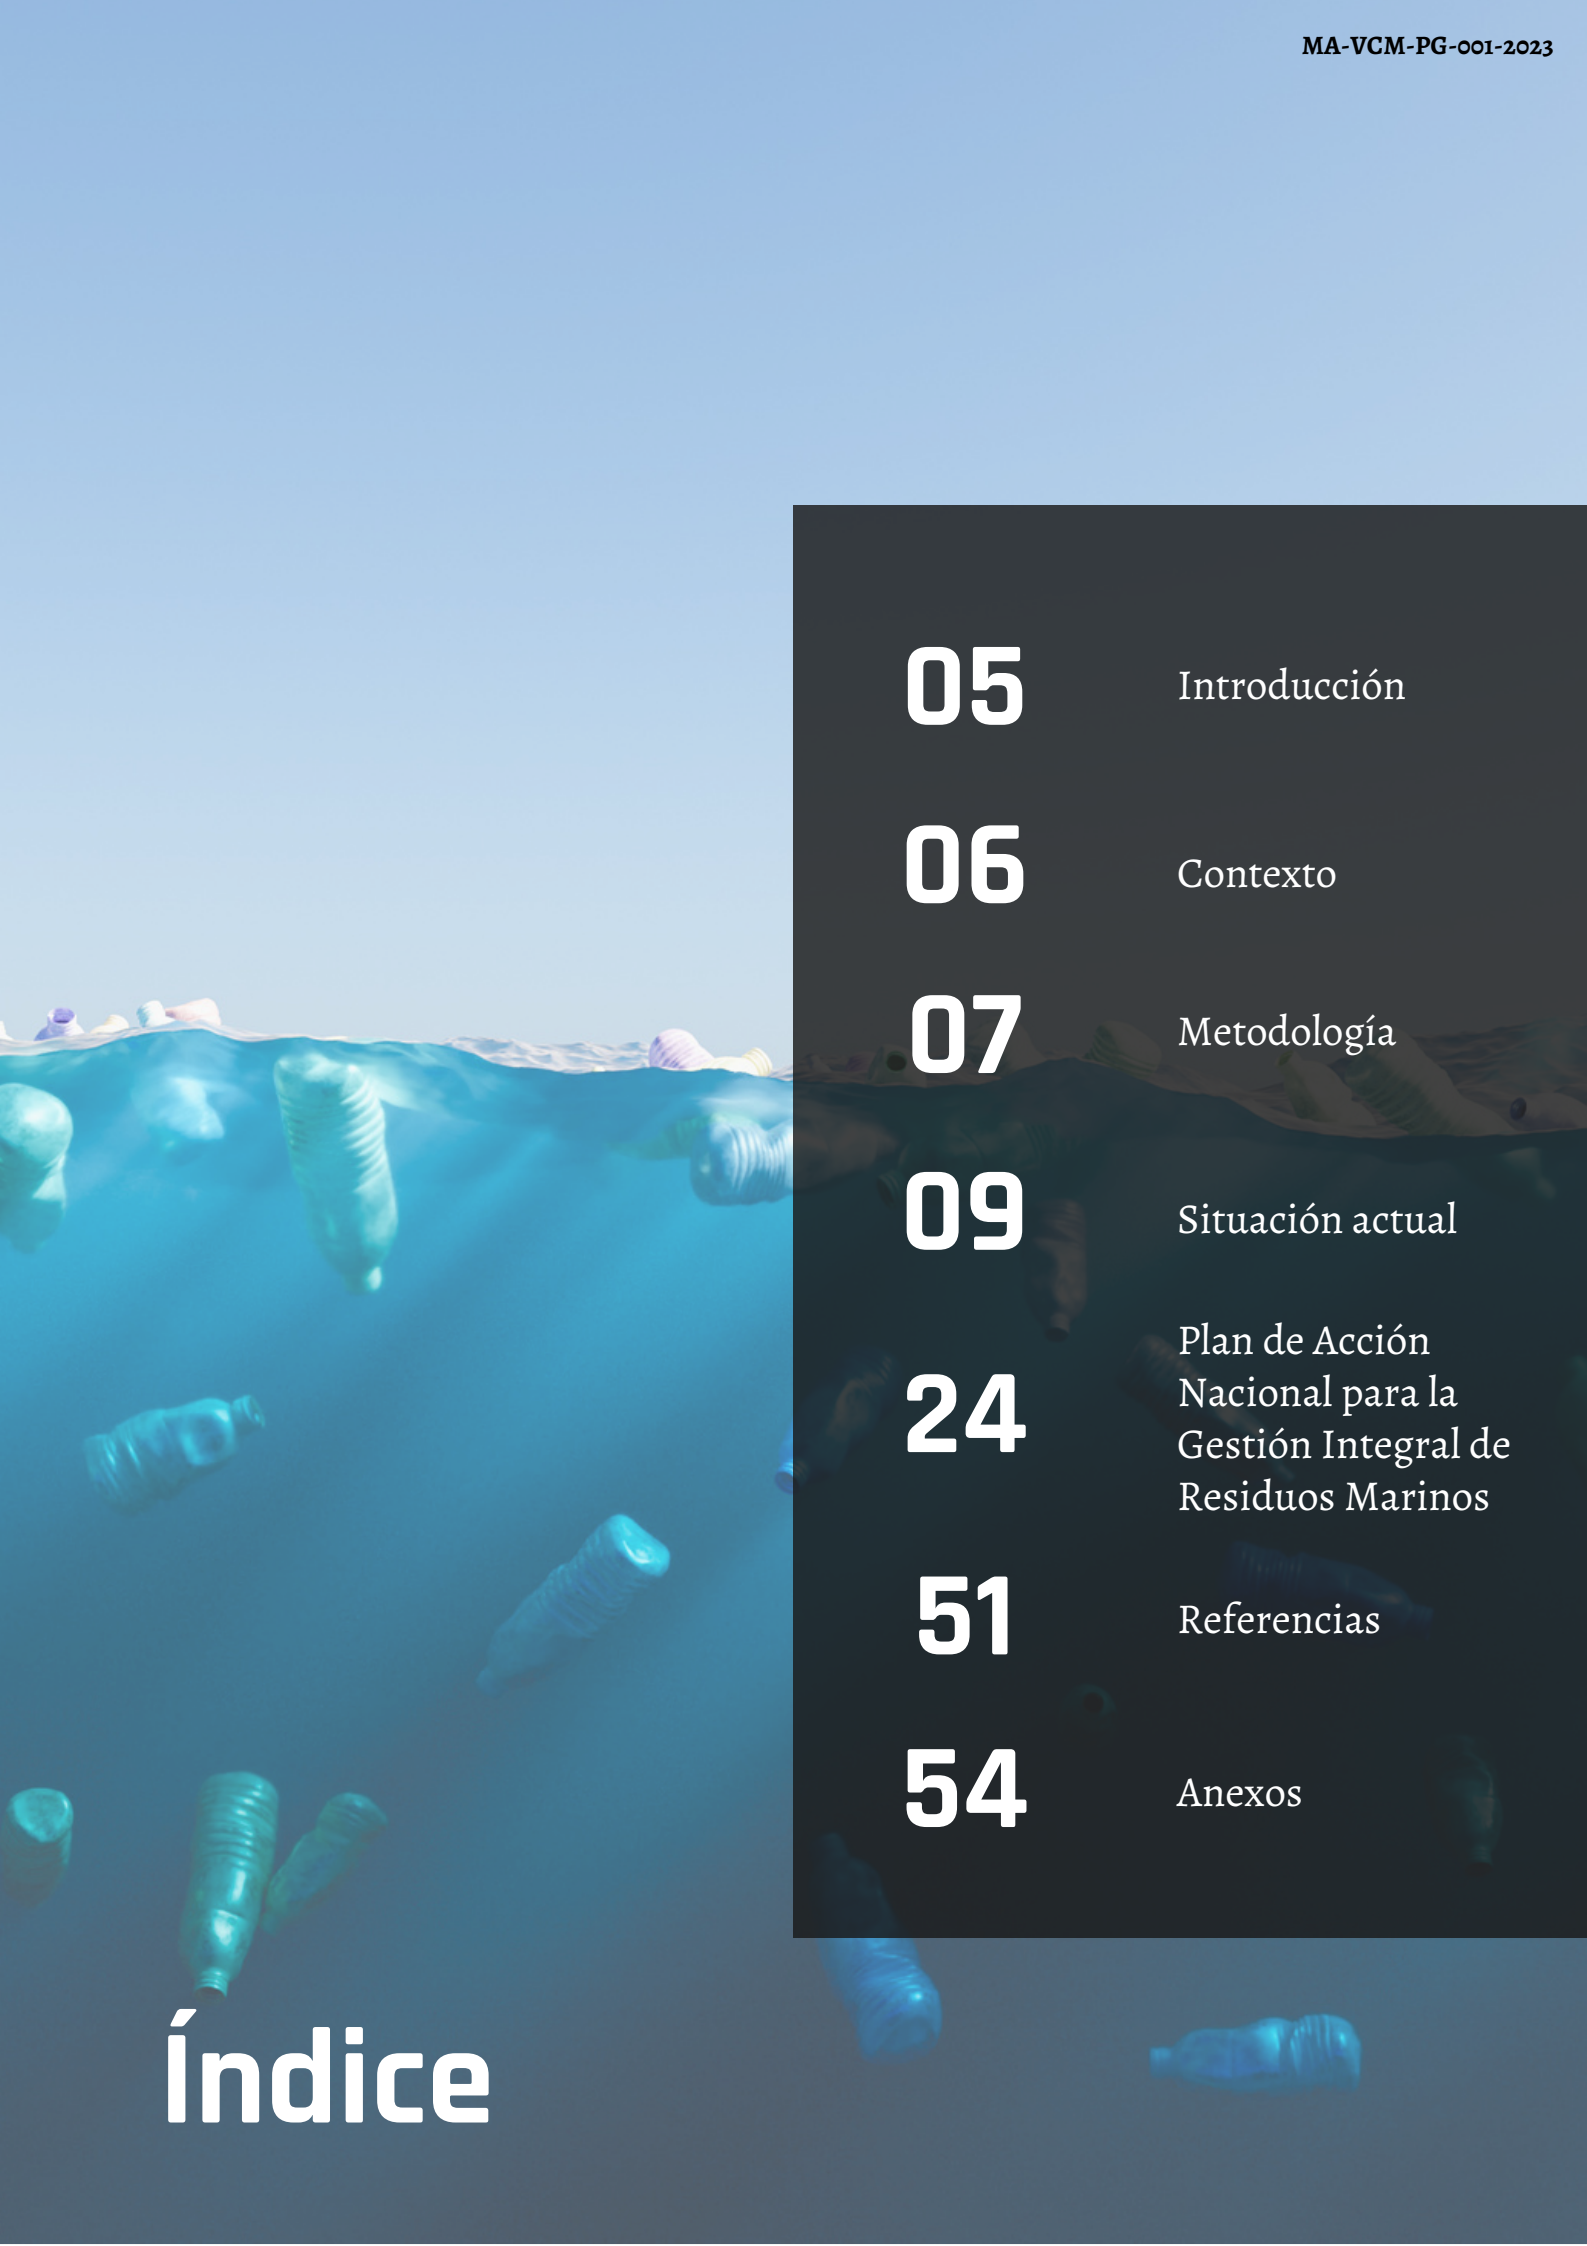 MA-VCM-PG-001-2023
05 Introducción
06 Contexto
07 Metodología
09 Situación actual
24 Plan de Acción
Nacional para la
Gestión Integral de
Residuos Marinos
51 Referencias
54 Anexos
Índice